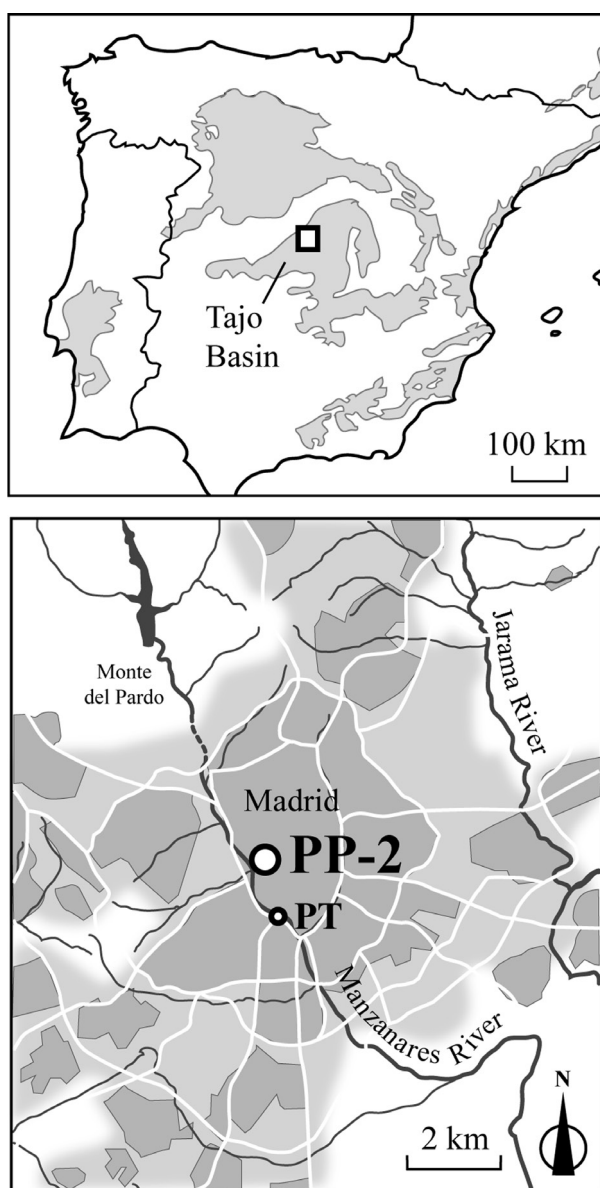 Tajo
Basin
100 km
Monte
del Pardo
Jarama River
Madrid
PP-2
PT
Manzanares River
N
2 km